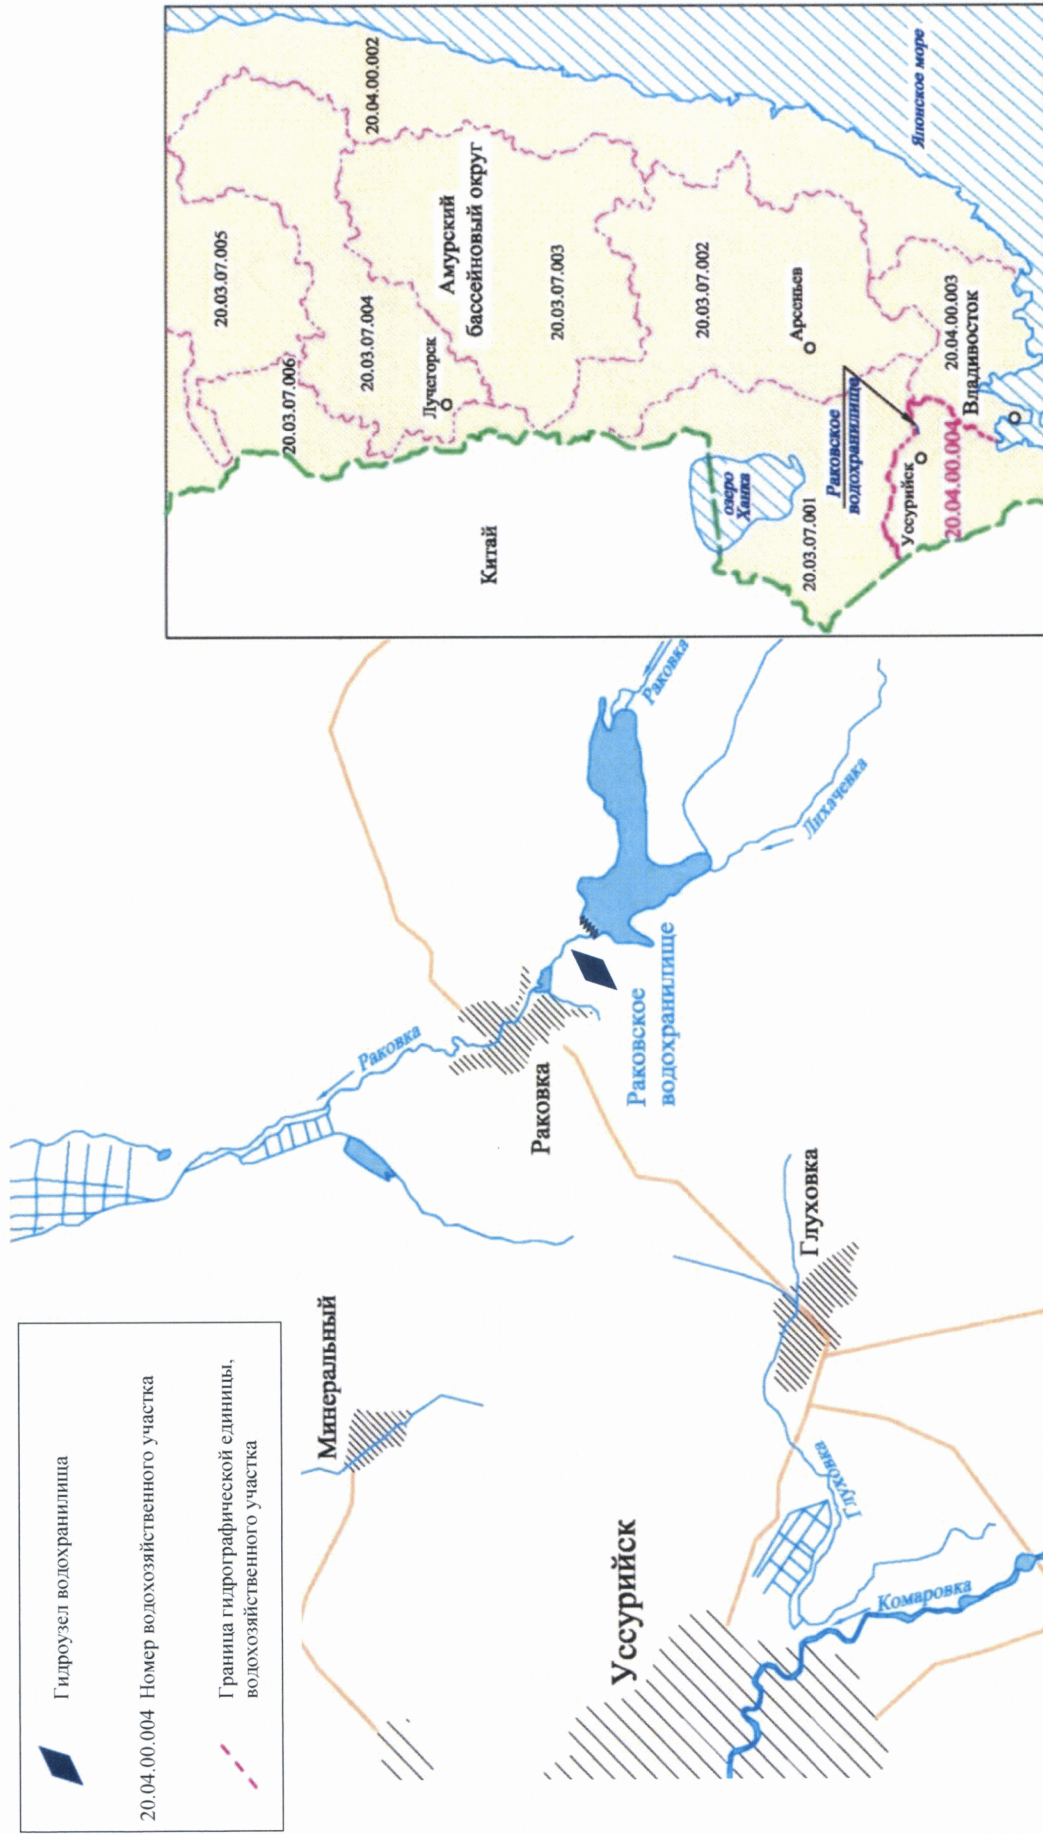 Гидроузел водохранилища
20.04.00.004 Номер водохозяйственного участка
Граница гидрографической единицы,
водохозяйственного участка
Минеральный
Уссурийск
Глуховка
Комаровка
Глуховка
Раковка
Раковка
Раковское
водохранилище
Раковка
Лихачевка
Китай
20.03.07.005
20.03.07.006
20.03.07.004
20.04.00.002
Лучегорск
Амурский
бассейновый округ
20.03.07.003
20.03.07.002
озеро
Ханка
Арсеньев
20.03.07.001
Раковское
водохранилище
Уссурийск
20.04.00.004
20.04.00.003
Владивосток
Японское море